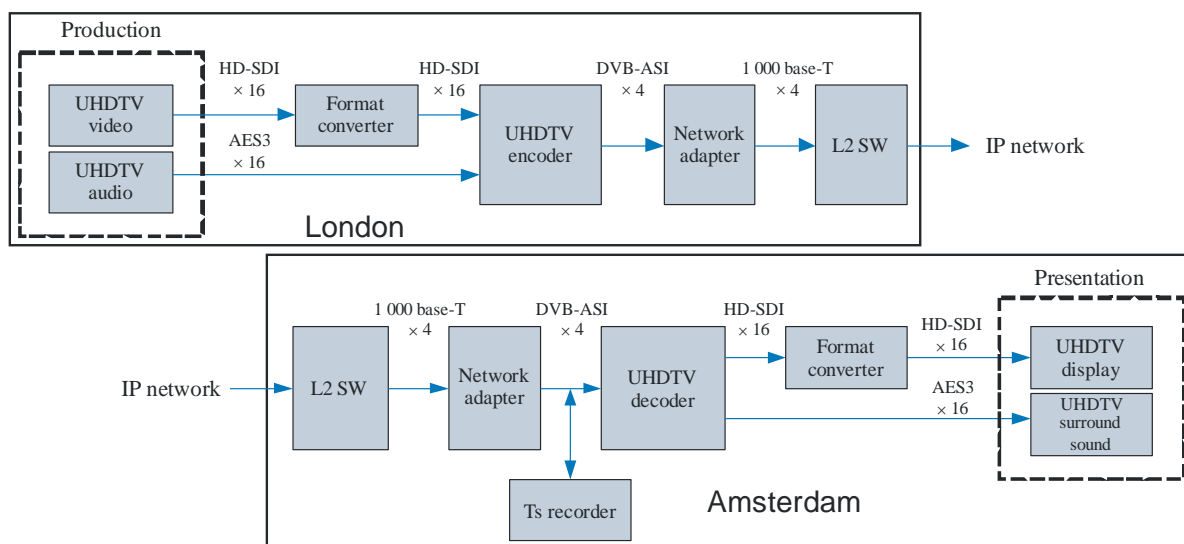 Production
HD-SDI
× 16
HD-SDI
× 16
DVB-ASI
× 4
1 000 base-T
× 4
UHDTV
video
Format
converter
AES3
× 16
UHDTV
audio
UHDTV
encoder
Network
adapter
L2 SW
IP network
London
Presentation
1 000 base-T
× 4
DVB-ASI
× 4
HD-SDI
× 16
HD-SDI
× 16
IP network
L2 SW
Network
adapter
UHDTV
decoder
Format
converter
UHDTV
display
AES3
× 16
UHDTV
surround
sound
Ts recorder
Amsterdam